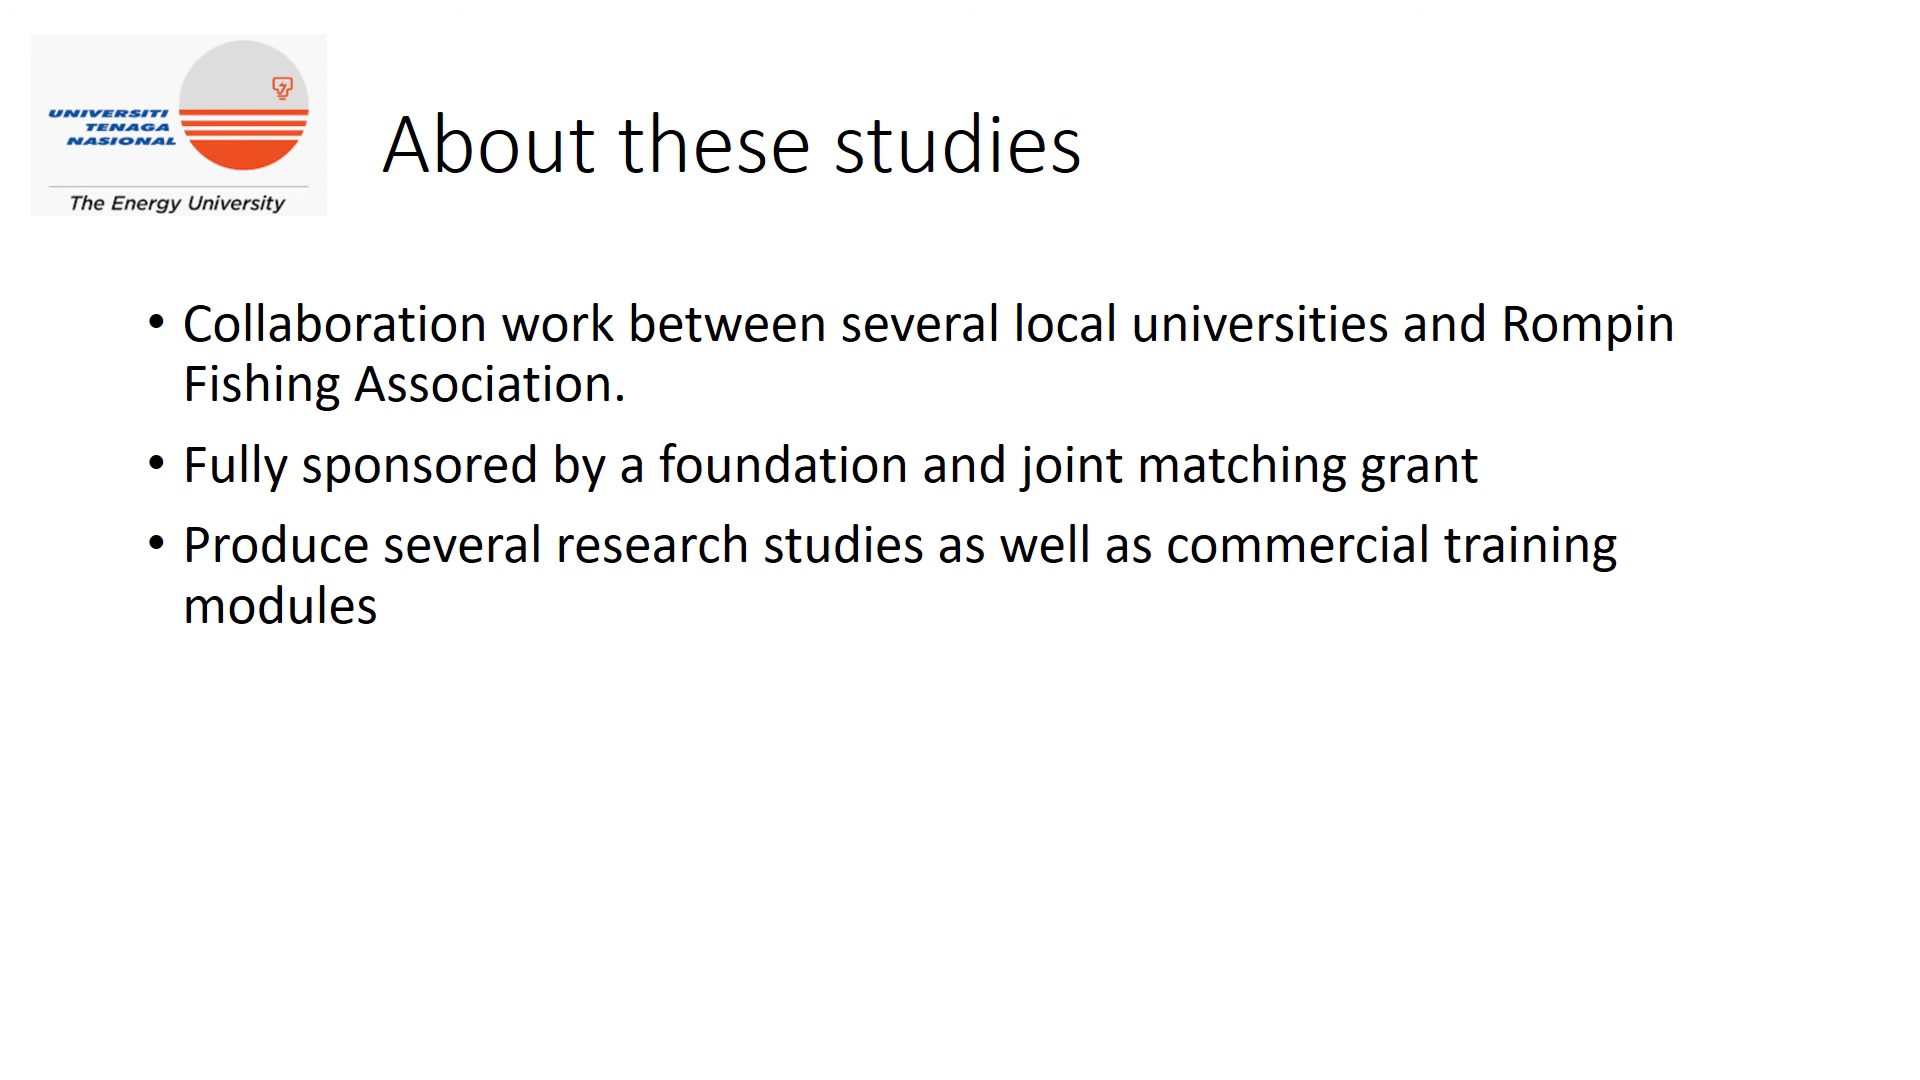 UNIVERSITI
TENAGA
NASIONAL
The Energy University
About these studies
• Collaboration work between several local universities and Rompin
Fishing Association.
• Fully sponsored by a foundation and joint matching grant
• Produce several research studies as well as commercial training
modules